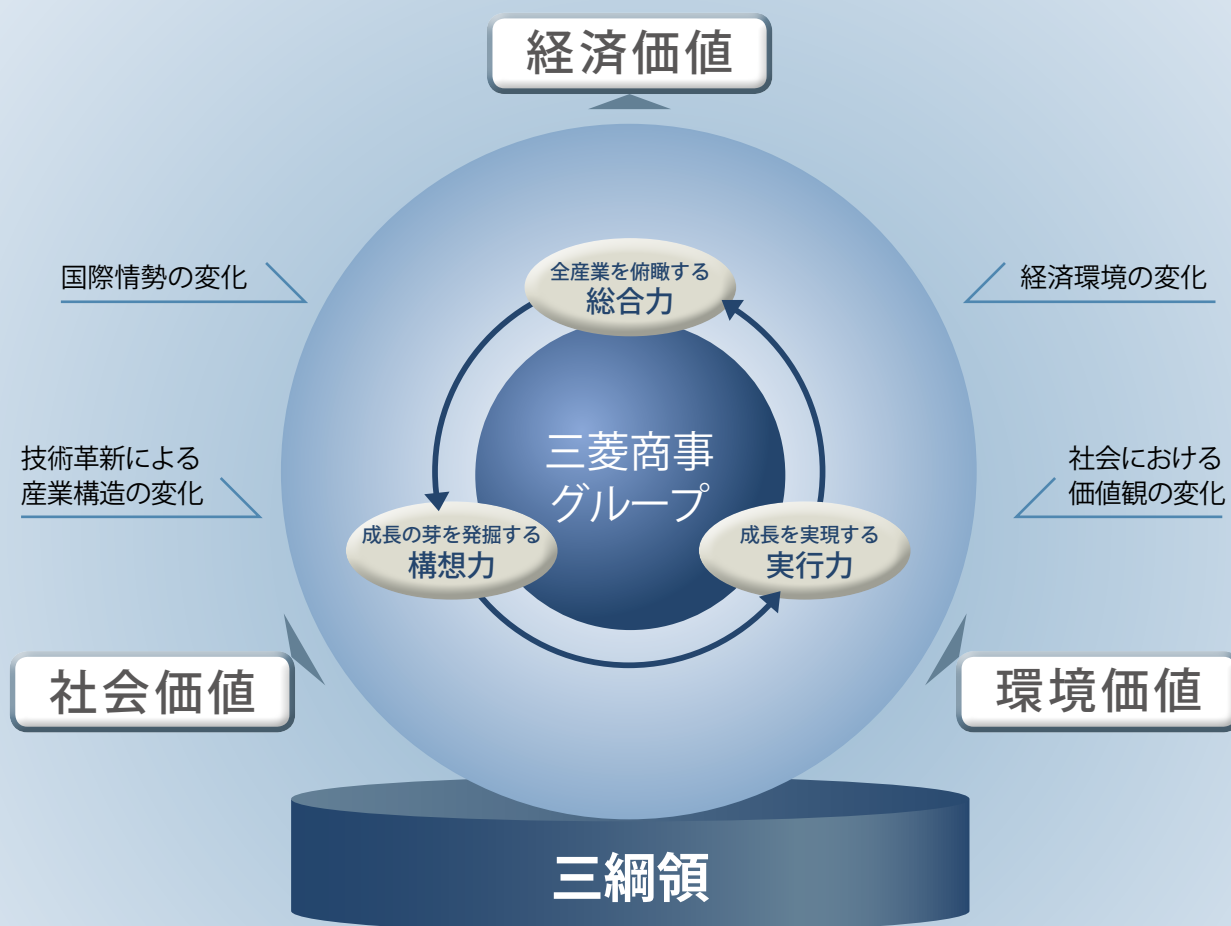 経済価値
国際情勢の変化
経済環境の変化
全産業を俯瞰する
総合力
三菱商事
グループ
技術革新による
産業構造の変化
社会における
価値観の変化
成長の芽を発掘する
構想力
成長を実現する
実行力
社会価値
環境価値
三綱領